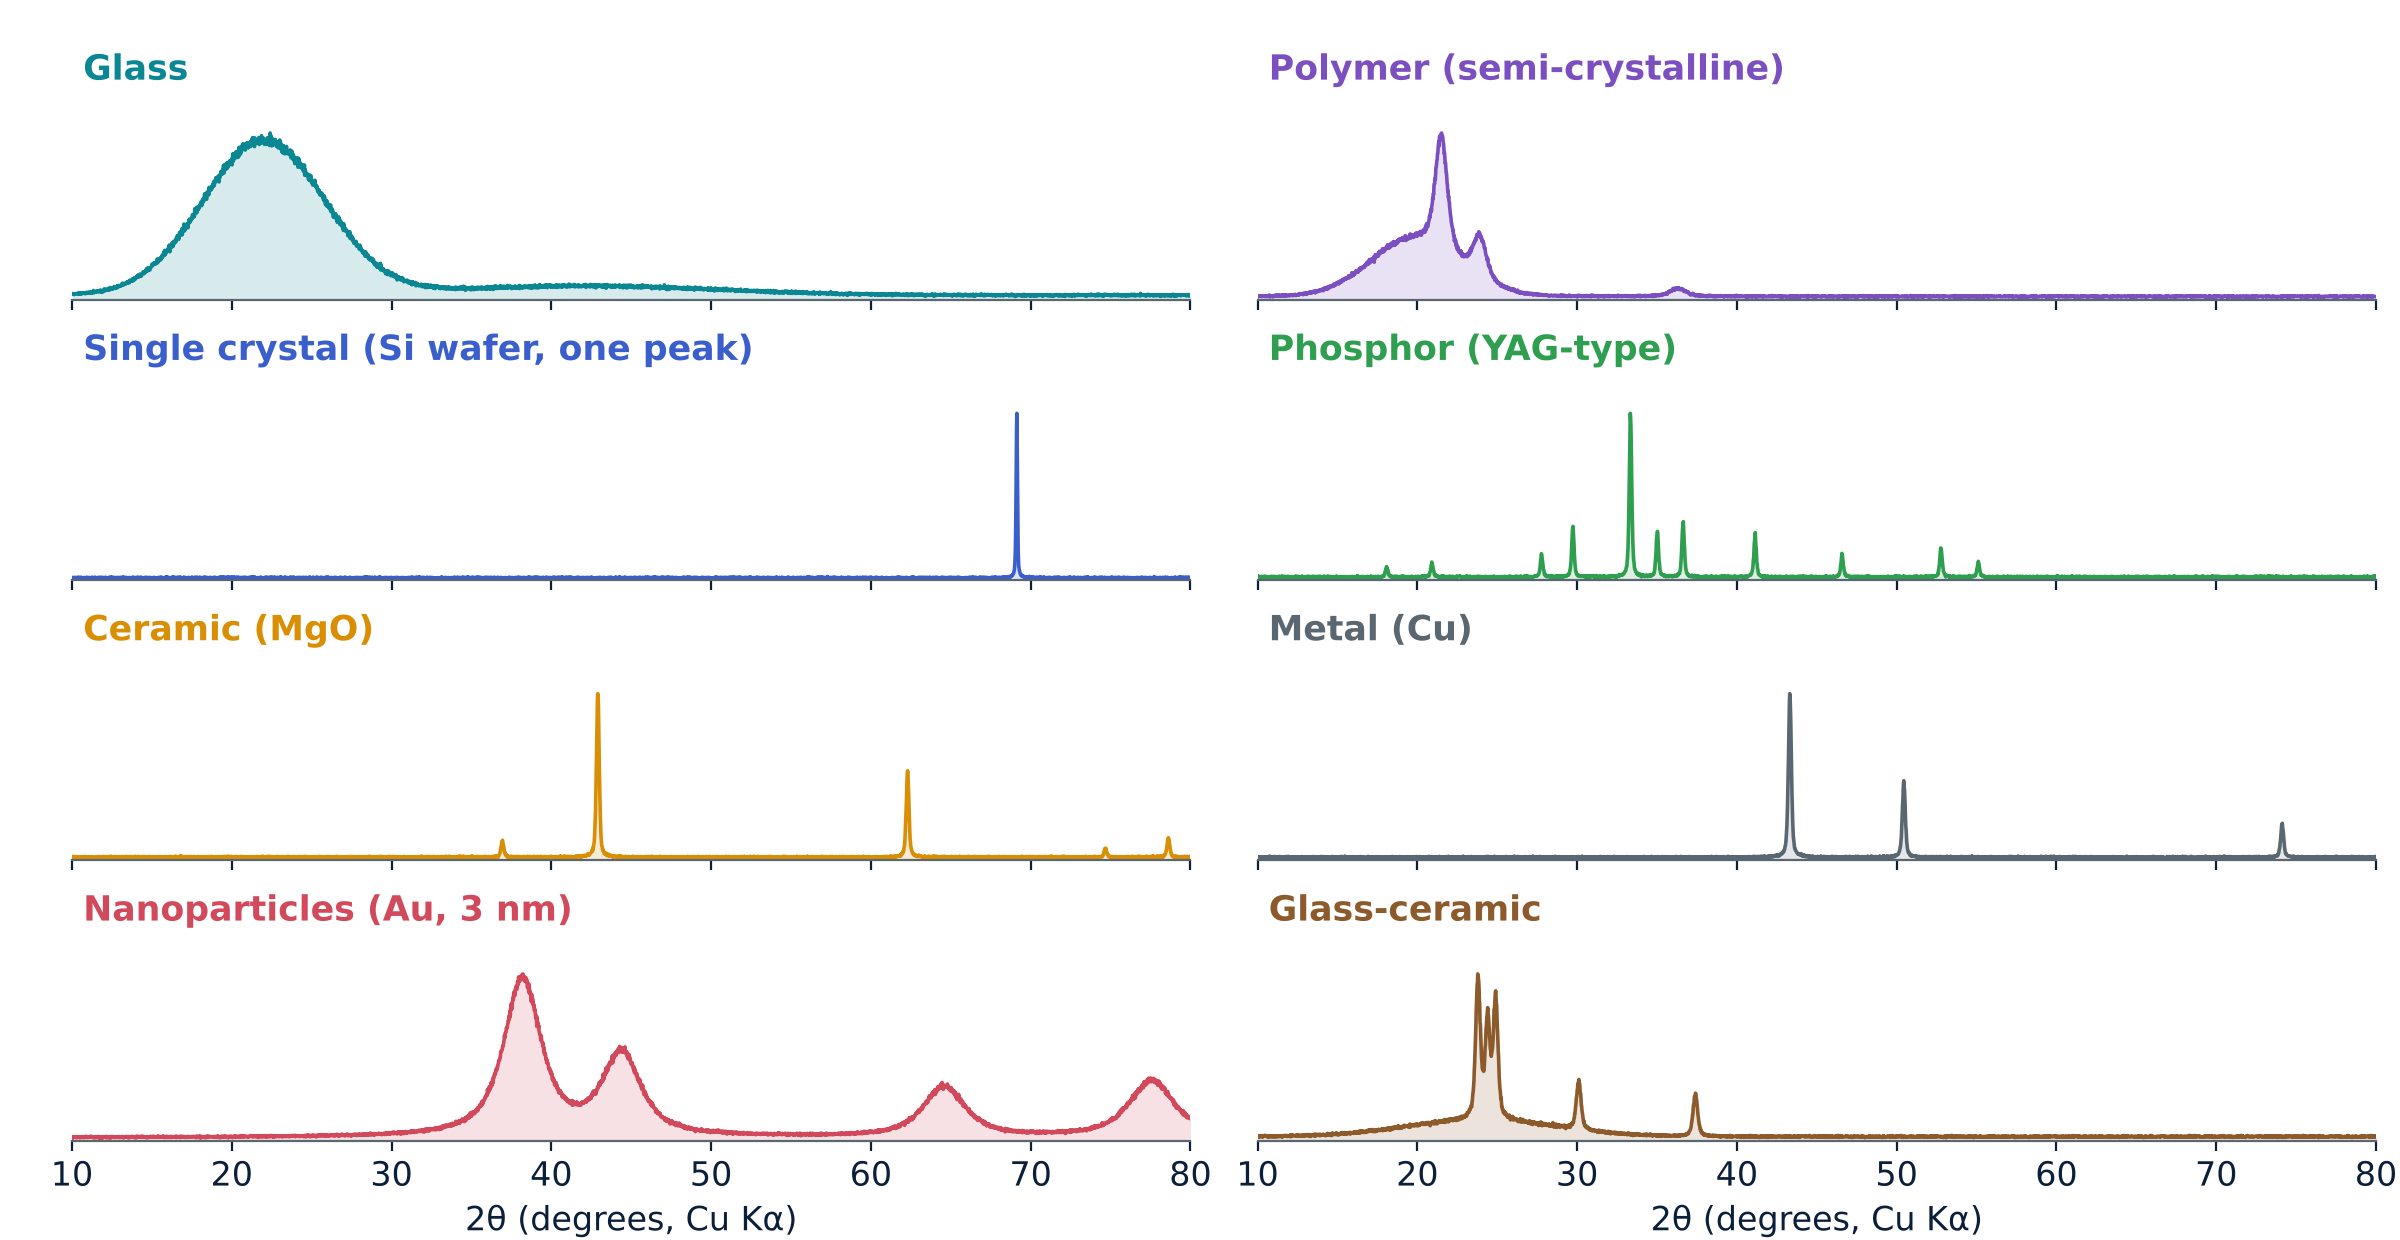 Glass
Polymer (semi-crystalline)
Single crystal (Si wafer, one peak)
Phosphor (YAG-type)
Ceramic (MgO)
Metal (Cu)
Nanoparticles (Au, 3 nm)
Glass-ceramic
10 20 30 40 50 60 70 80
10 20 30 40 50 60 70 80
2θ (degrees, Cu Kα)
2θ (degrees, Cu Kα)